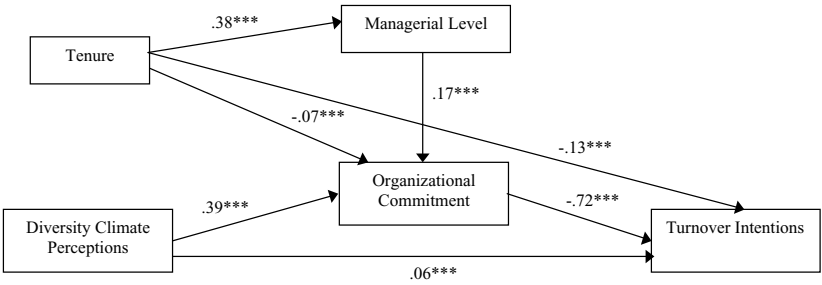 .38***
Managerial Level
Tenure
.17***
-.07***
-.13***
Organizational
Commitment
.39***
-.72***
Diversity Climate
Perceptions
Turnover Intentions
.06***